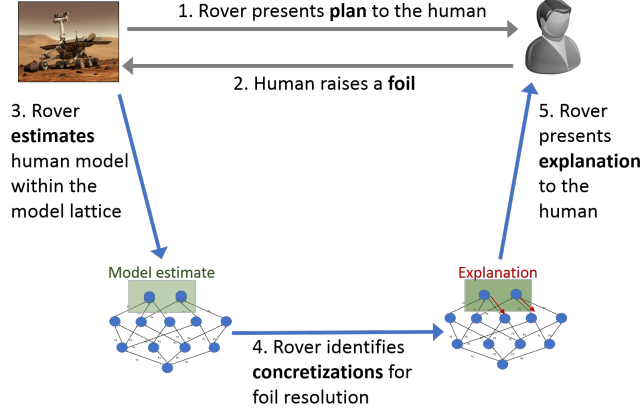 1. Rover presents plan to the human
2. Human raises a foil
3. Rover
estimates
human model
within the
model lattice
5. Rover
presents
explanation
to the
human
Model estimate
Explanation
4. Rover identifies
concretizations for
foil resolution